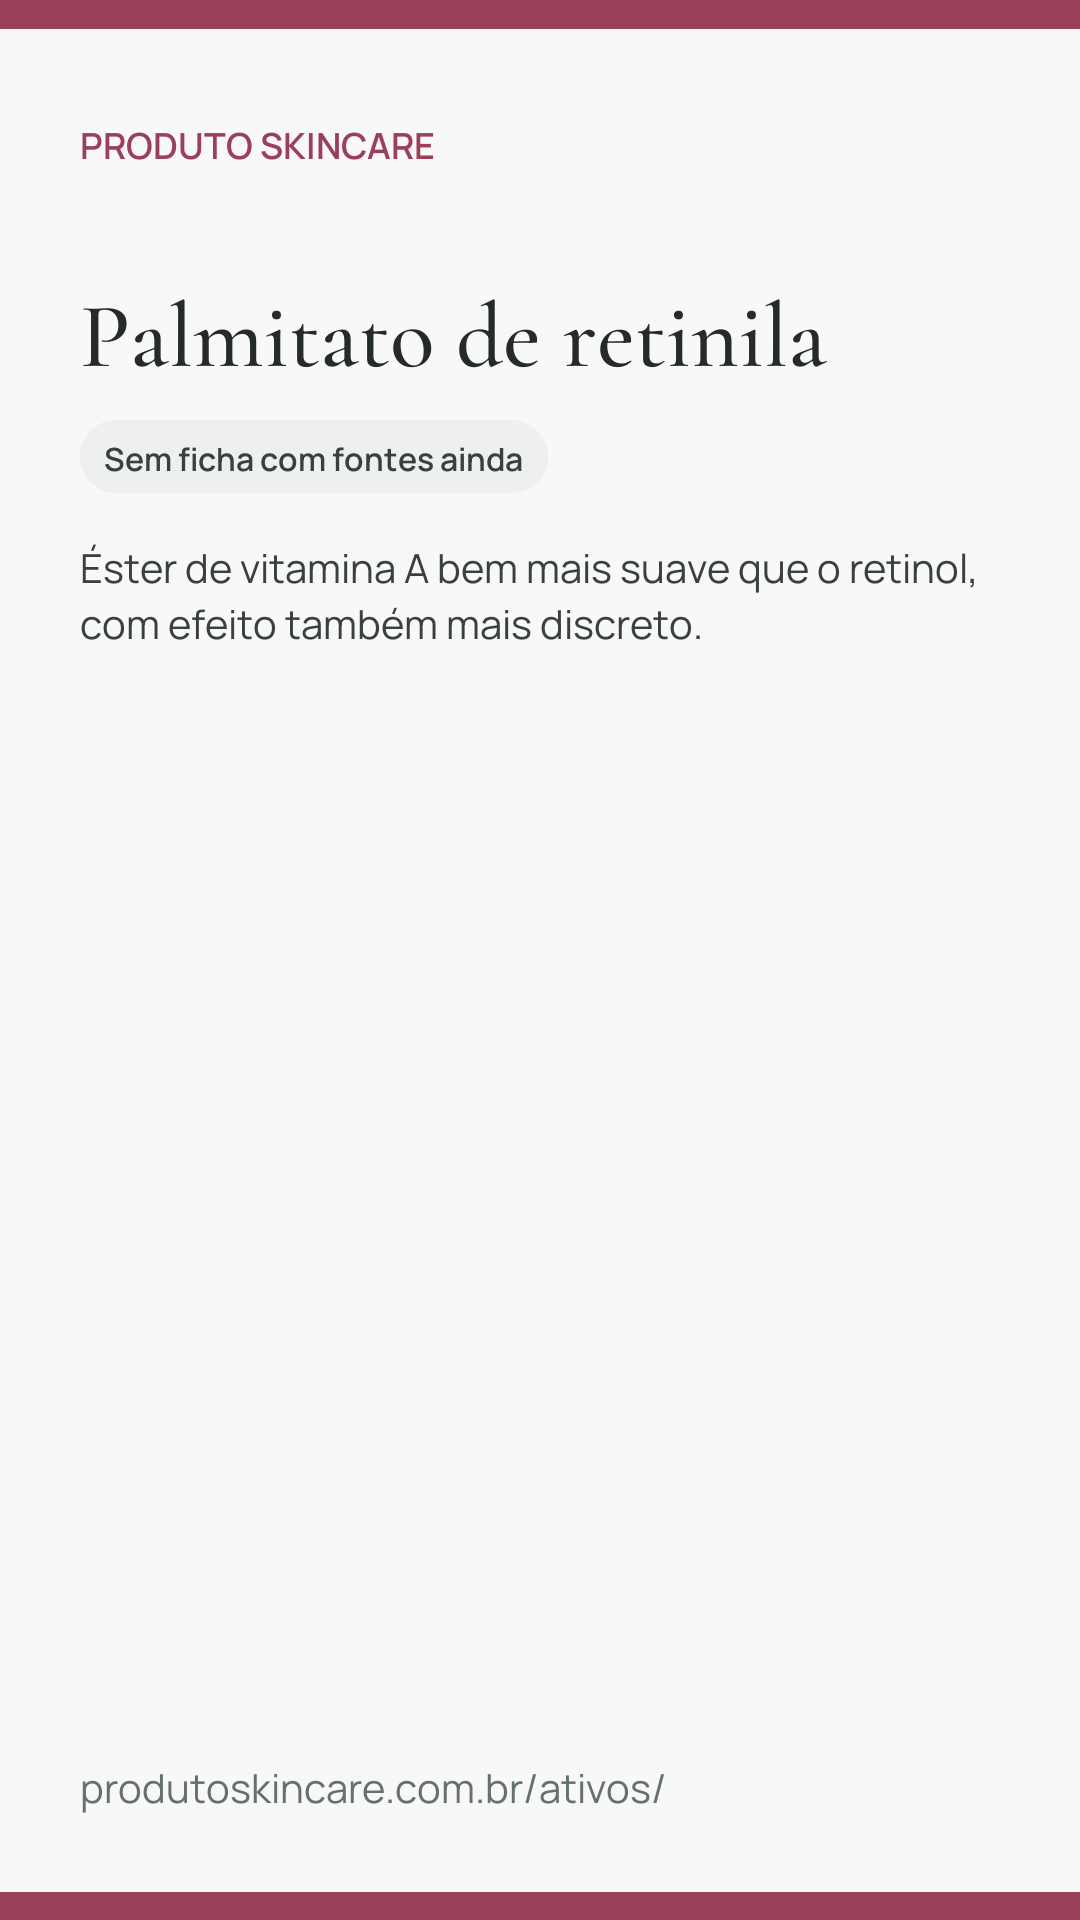 PRODUTO SKINCARE
Palmitato de retinila
Sem ficha com fontes ainda
Éster de vitamina A bem mais suave que o retinol,
com efeito também mais discreto.
produtoskincare.com.br/ativos/